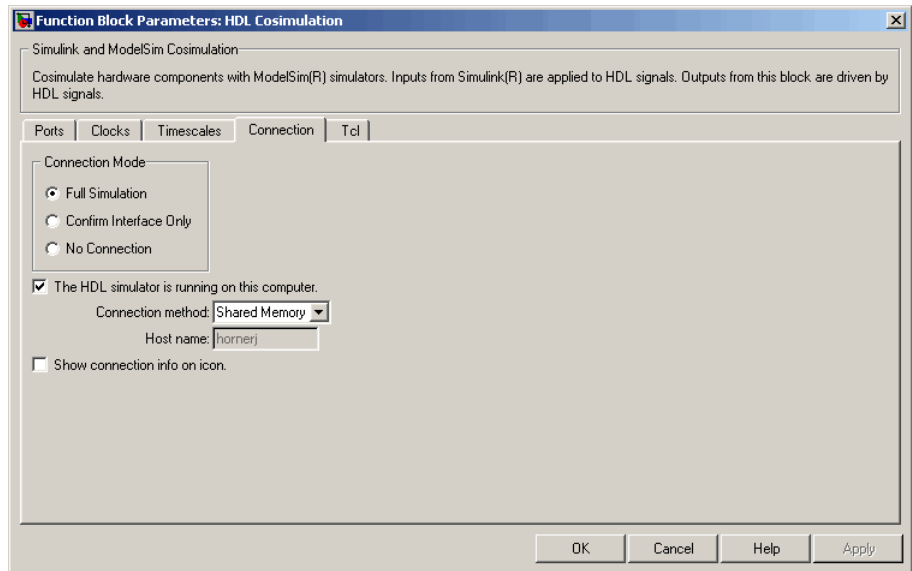 Function Block Parameters: HDL Cosimulation
Simulink and ModelSim Cosimulation
Cosimulate hardware components with ModelSim(R) simulators. Inputs from Simulink(R) are applied to HDL signals. Outputs from this block are driven by
HDL signals.
Ports Clocks Timescales Connection Tcl
Connection Mode
Full Simulation
Confirm Interface Only
No Connection
The HDL simulator is running on this computer.
Connection method: Shared Memory
Host name: hornerj
Show connection info on icon.
OK Cancel Help Apply